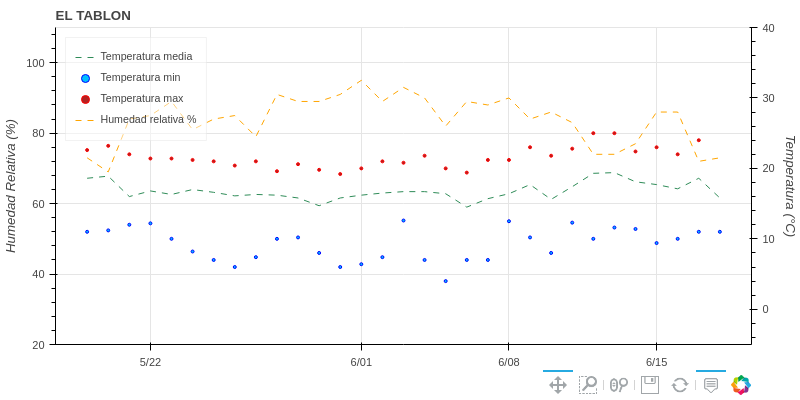 EL TABLON
Temperatura media
Temperatura min
Temperatura max
Humedad relativa %
Humedad Relativa (%)
100
80
60
40
20
Temperatura (°C)
40
30
20
10
0
5/22
6/01
6/08
6/15